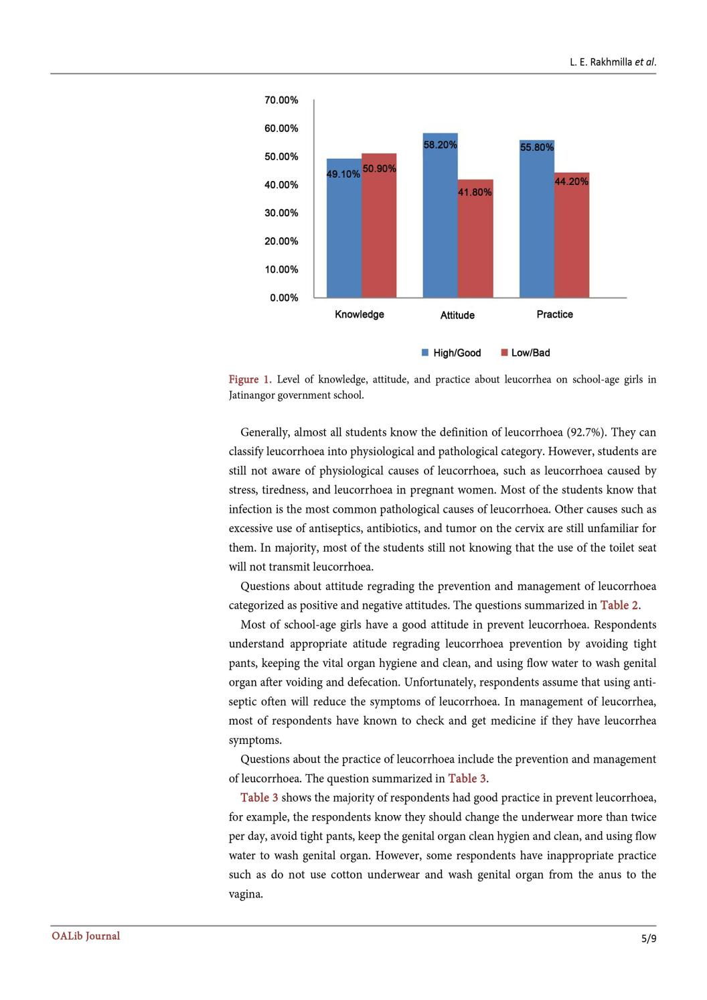 L. E. Rakhmilla et al.
70.00%
60.00%
50.00%
40.00%
30.00%
20.00%
10.00%
0.00%
49.10%
50.90%
58.20%
41.80%
55.80%
44.20%
Knowledge
Attitude
Practice
High/Good
Low/Bad
Figure 1. Level of knowledge, attitude, and practice about leucorrhea on school-age girls in
Jatinangor government school.
Generally, almost all students know the definition of leucorrhoea (92.7%). They can
classify leucorrhoea into physiological and pathological category. However, students are
still not aware of physiological causes of leucorrhoea, such as leucorrhoea caused by
stress, tiredness, and leucorrhoea in pregnant women. Most of the students know that
infection is the most common pathological causes of leucorrhoea. Other causes such as
excessive use of antiseptics, antibiotics, and tumor on the cervix are still unfamiliar for
them. In majority, most of the students still not knowing that the use of the toilet seat
will not transmit leucorrhoea.
Questions about attitude regrading the prevention and management of leucorrhoea
categorized as positive and negative attitudes. The questions summarized in Table 2.
Most of school-age girls have a good attitude in prevent leucorrhoea. Respondents
understand appropriate atitude regrading leucorrhoea prevention by avoiding tight
pants, keeping the vital organ hygiene and clean, and using flow water to wash genital
organ after voiding and defecation. Unfortunately, respondents assume that using anti-
septic often will reduce the symptoms of leucorrhoea. In management of leucorrhea,
most of respondents have known to check and get medicine if they have leucorrhea
symptoms.
Questions about the practice of leucorrhoea include the prevention and management
of leucorrhoea. The question summarized in Table 3.
Table 3 shows the majority of respondents had good practice in prevent leucorrhoea,
for example, the respondents know they should change the underwear more than twice
per day, avoid tight pants, keep the genital organ clean hygien and clean, and using flow
water to wash genital organ. However, some respondents have inappropriate practice
such as do not use cotton underwear and wash genital organ from the anus to the
vagina.
OALib Journal
5/9